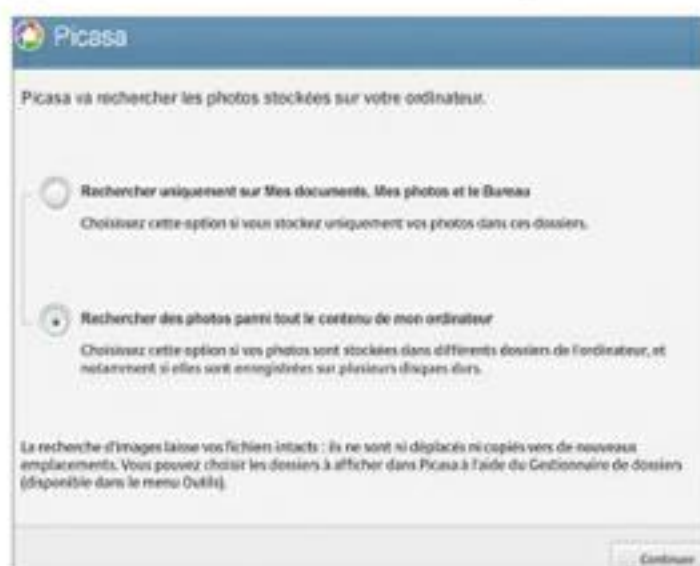 Picasa
Picasa va rechercher les photos stockées sur votre ordinateur.
Rechercher uniquement sur Mes documents, Mes photos et le Bureau
Choisissez cette option si vous stockez uniquement vos photos dans ces dossiers.
Rechercher des photos parmi tout le contenu de mon ordinateur
Choisissez cette option si vos photos sont stockées dans différents dossiers de l'ordinateur, et
notamment si elles sont enregistrées sur plusieurs disques durs.
La recherche d'images laisse vos fichiers intacts : ils ne sont ni déplacés ni copiés vers de nouveaux
emplacements. Vous pouvez choisir les dossiers à afficher dans Picasa à l'aide du Gestionnaire de dossiers
(disponible dans le menu Outils).
Continuer